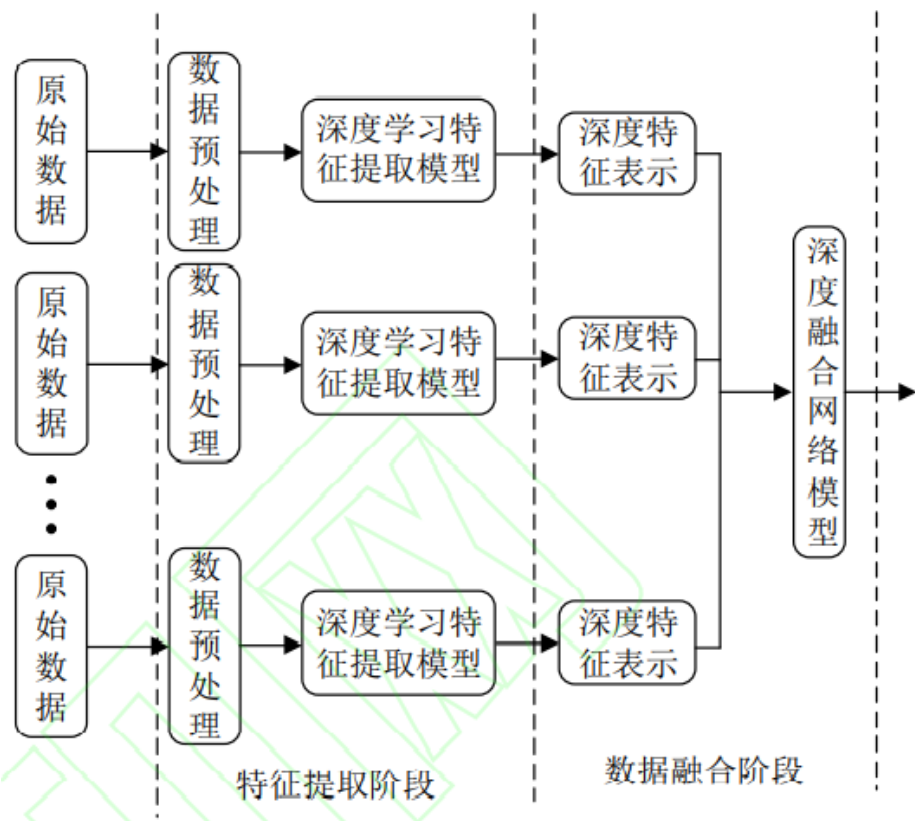 原始数据
数据预处理
深度学习特
征提取模型
深度特
征表示
原始数据
数据预处理
深度学习特
征提取模型
深度特
征表示
深度融合网络模型
原始数据
数据预处理
深度学习特
征提取模型
深度特
征表示
特征提取阶段
数据融合阶段